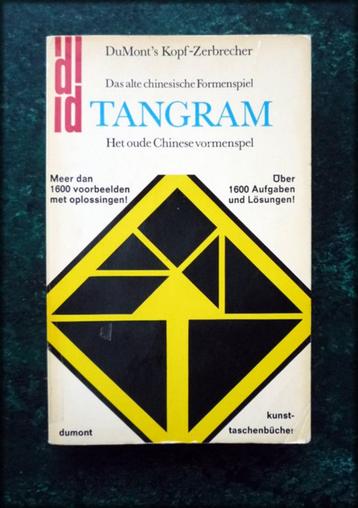 DuMont's Kopf-Zerbrecher
Das alte chinesische Formenspiel
TANGRAM
Het oude Chinese vormenspel
Meer dan
1600 voorbeelden
met oplossingen!
Über
1600 Aufgaben
und Lösungen!
dumont
kunst-
taschenbücher